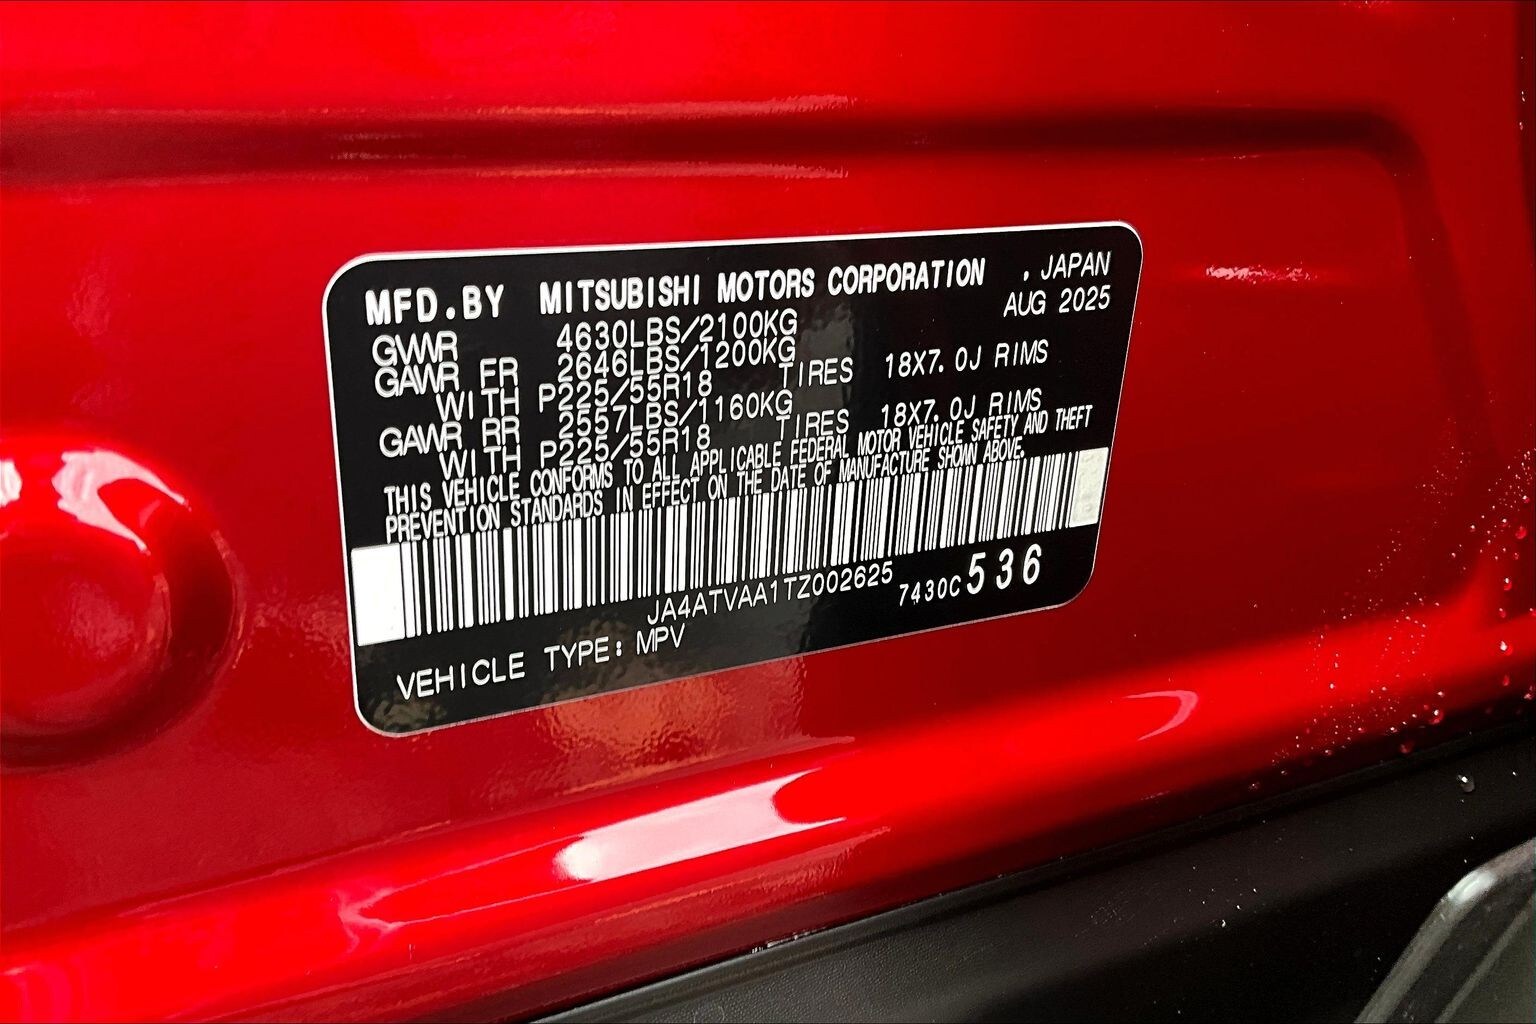 MFD.BY MITSUBISHI MOTORS CORPORATION , JAPAN
AUG 2025
GVWR 4630LBS/2100KG
GAWR FR 2646LBS/1200KG
WITH P225/55R18 TIRES 18X7.0J RIMS
GAWR RR 2557LBS/1160KG
WITH P225/55R18 TIRES 18X7.0J RIMS
THIS VEHICLE CONFORMS TO ALL APPLICABLE FEDERAL MOTOR VEHICLE SAFETY AND THEFT
PREVENTION STANDARDS IN EFFECT ON THE DATE OF MANUFACTURE SHOWN ABOVE.
JA4ATVAA1TZ002625 7430C 536
VEHICLE TYPE: MPV